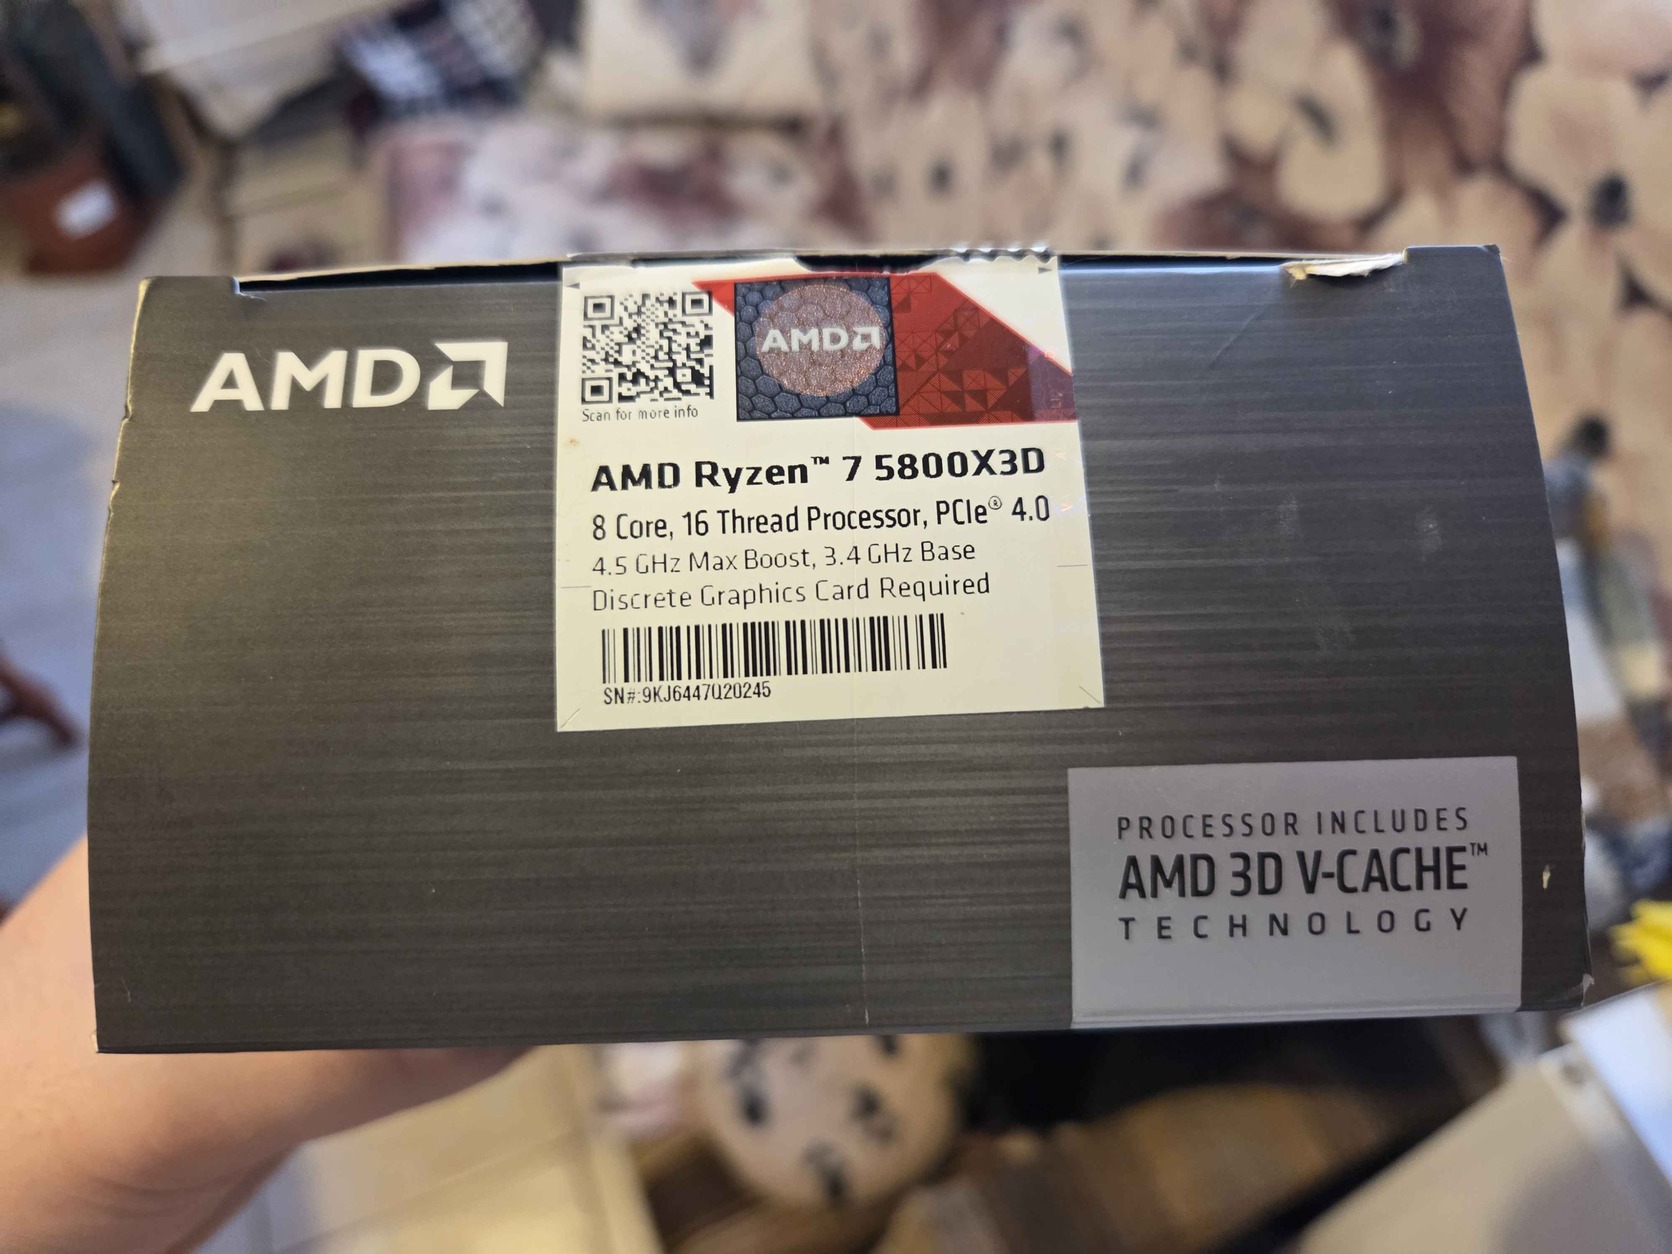 AMD
Scan for more info
AMD
AMD Ryzen™ 7 5800X3D
8 Core, 16 Thread Processor, PCIe® 4.0
4.5 GHz Max Boost, 3.4 GHz Base
Discrete Graphics Card Required
SN#:9KJ6447Q20245
PROCESSOR INCLUDES
AMD 3D V-CACHE™
TECHNOLOGY